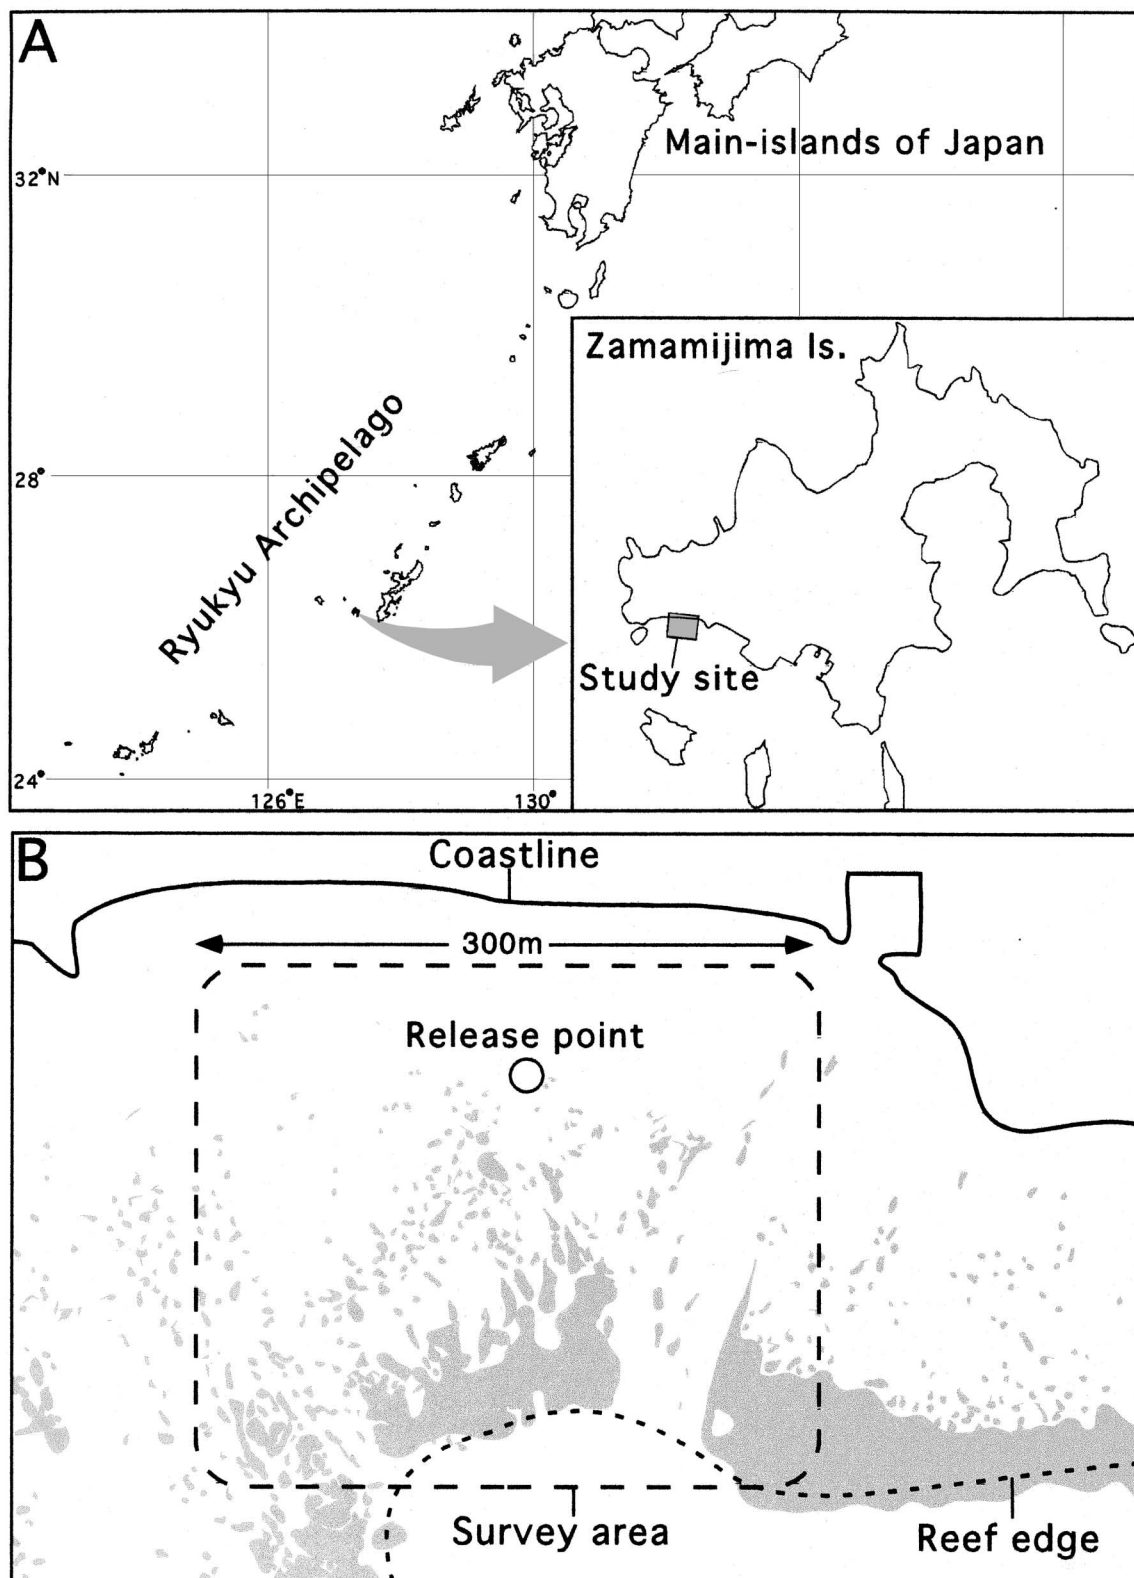 A
Main-islands of Japan
32°N
Zamamijima Is.
Ryukyu Archipelago
28°
Study site
24°
126°E
130°
B
Coastline
300m
Release point
Survey area
Reef edge